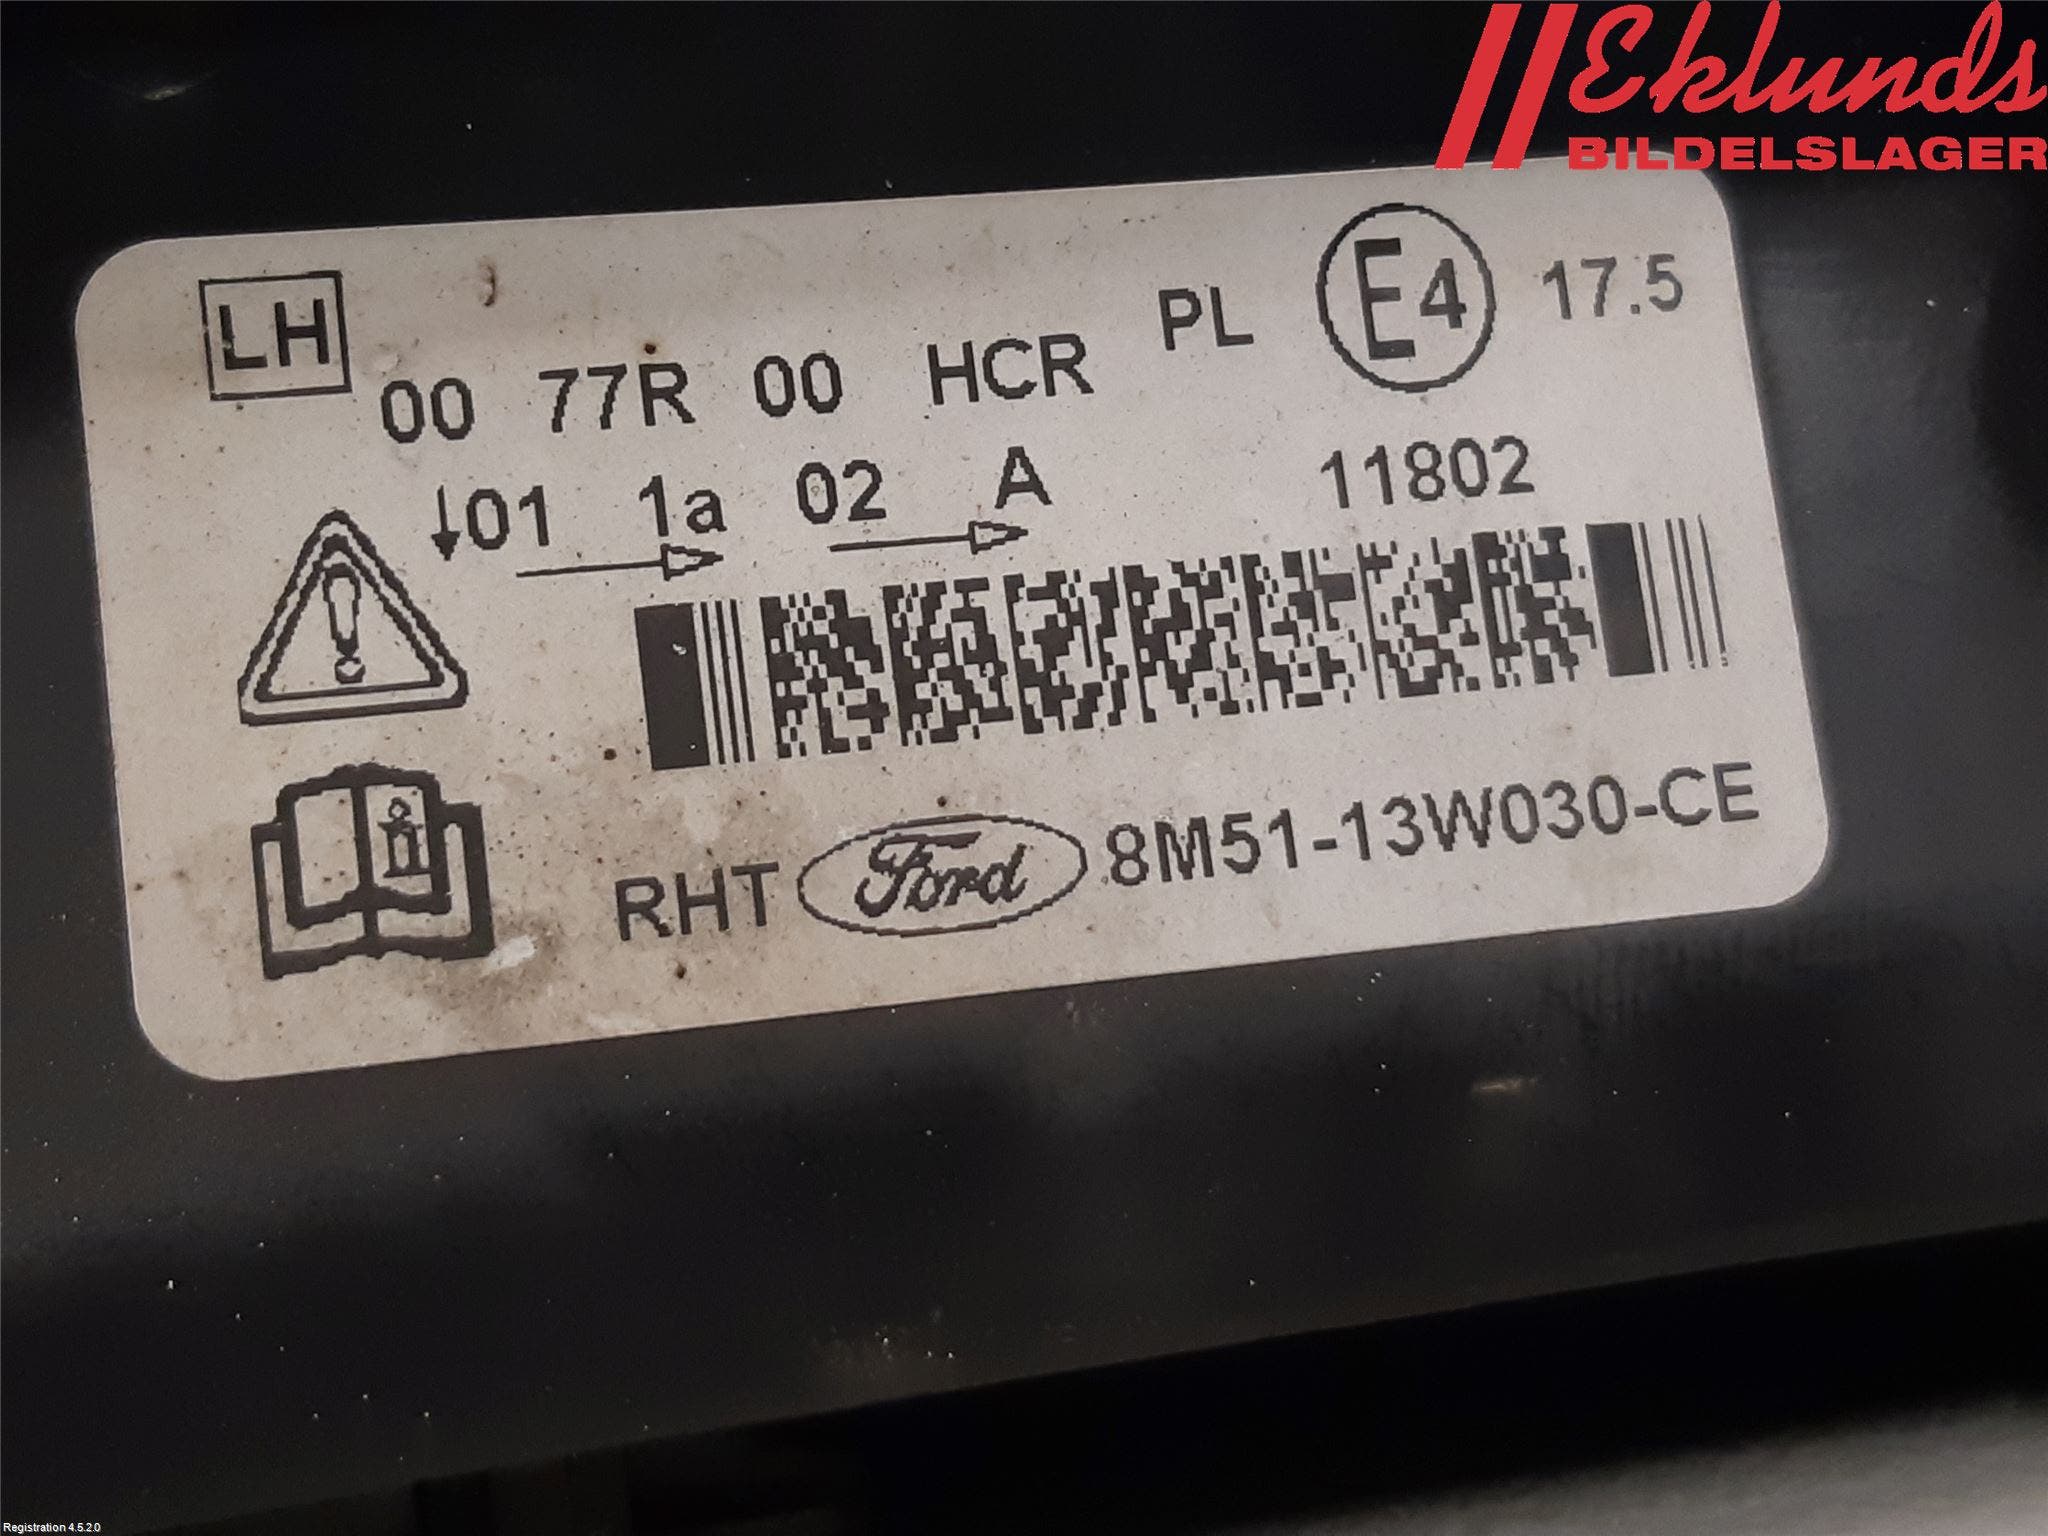 Eklunds
BILDELSLAGER
LH
00 77R 00 HCR PL E4 17.5
01 1a 02 A 11802
RHT Ford 8M51-13W030-CE
Registration 4.5.2.0